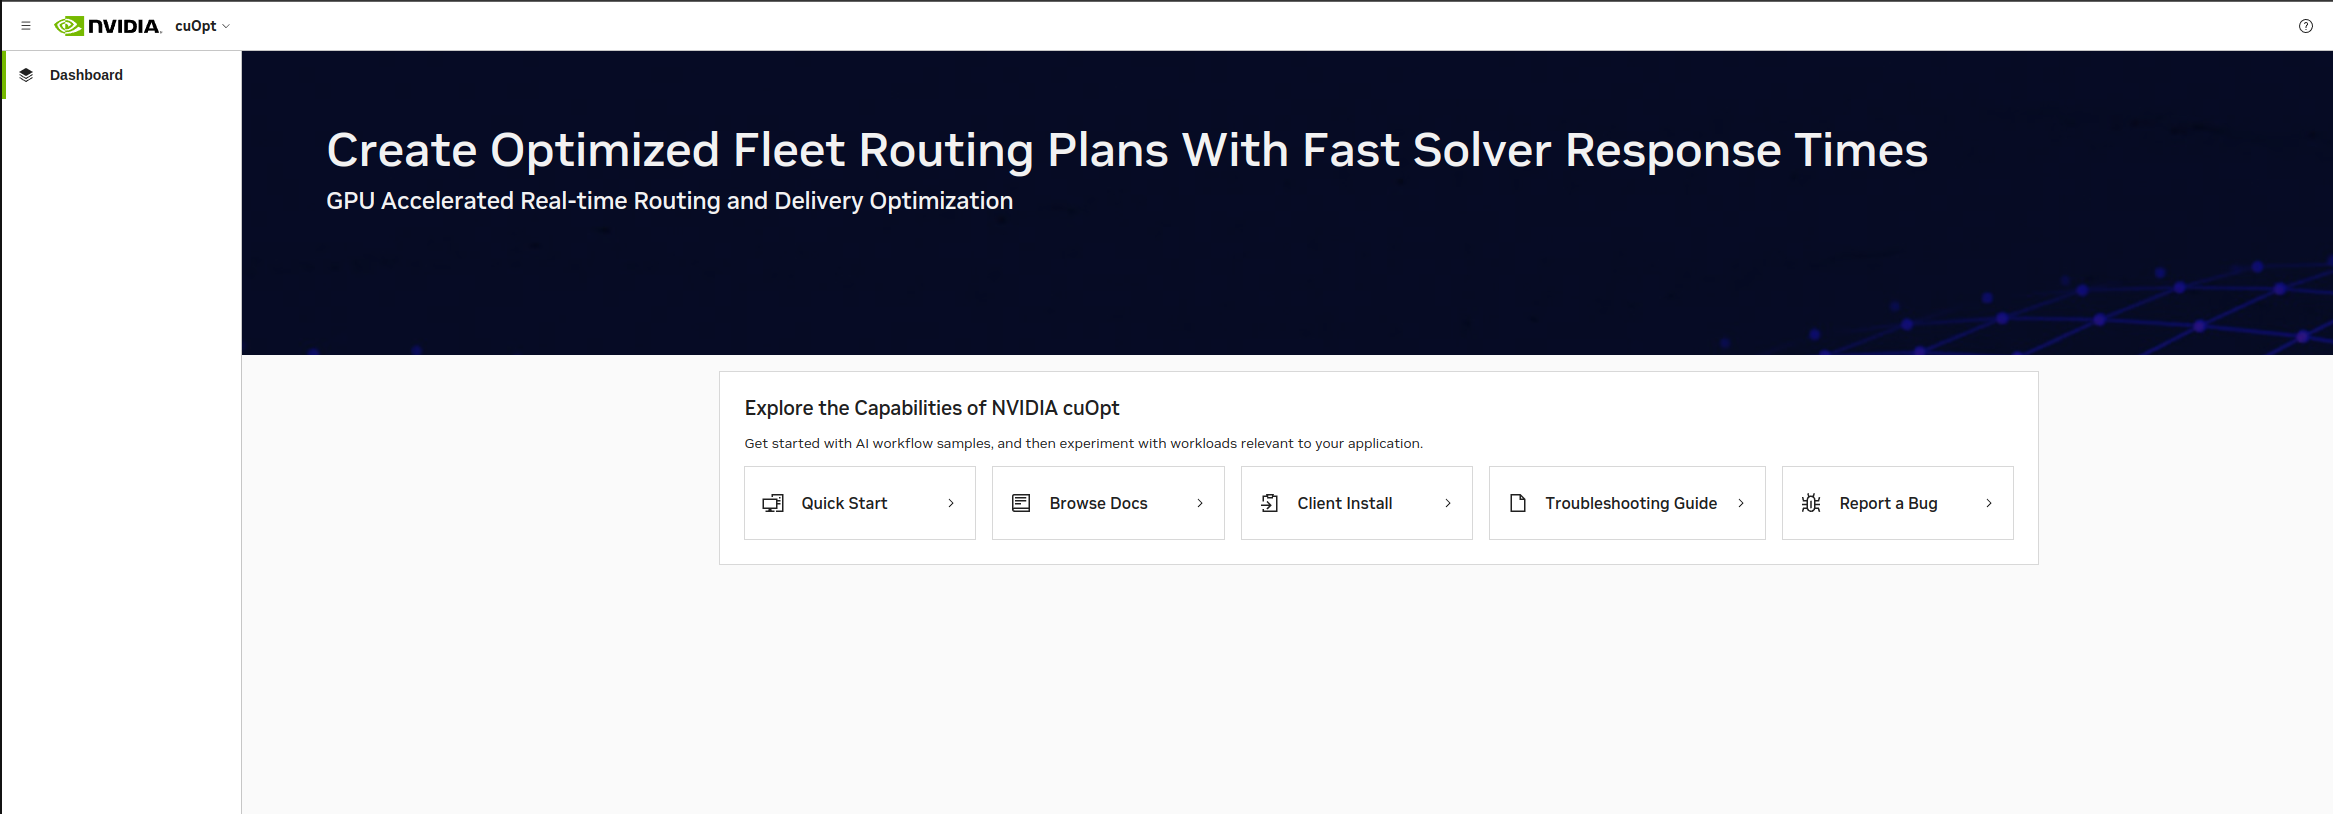 NVIDIA. cuOpt
Dashboard
Create Optimized Fleet Routing Plans With Fast Solver Response Times
GPU Accelerated Real-time Routing and Delivery Optimization
Explore the Capabilities of NVIDIA cuOpt
Get started with AI workflow samples, and then experiment with workloads relevant to your application.
Quick Start
Browse Docs
Client Install
Troubleshooting Guide
Report a Bug